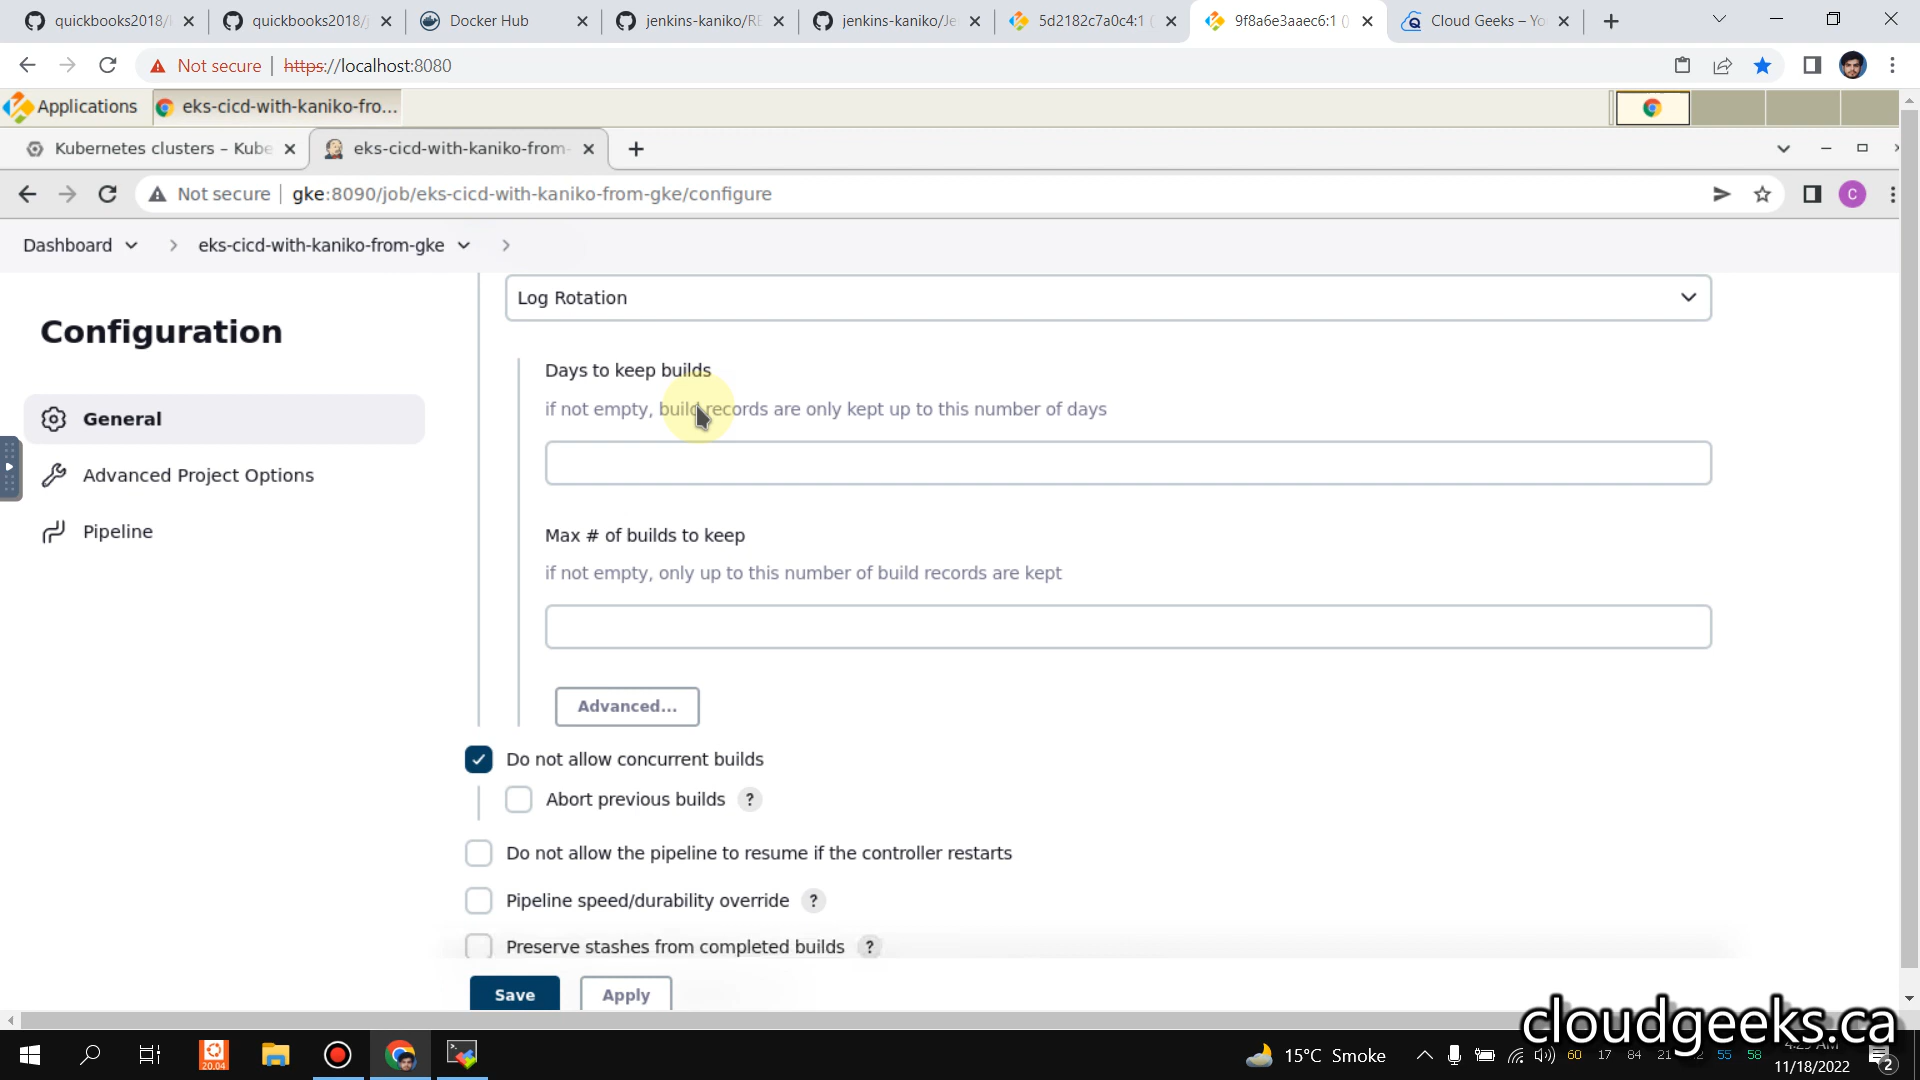 quickbooks2018/
quickbooks2018/j
Docker Hub
jenkins-kaniko/RE
jenkins-kaniko/Je
5d2182c7a0c4:1 (
9f8a6e3aaec6:1 ()
Cloud Geeks – Yo
Not secure
https://localhost:8080
Applications
eks-cicd-with-kaniko-fro...
Kubernetes clusters – Kube
eks-cicd-with-kaniko-from-
Not secure
gke:8090/job/eks-cicd-with-kaniko-from-gke/configure
C
Dashboard
eks-cicd-with-kaniko-from-gke
Log Rotation
Configuration
Days to keep builds
if not empty, build records are only kept up to this number of days
General
Advanced Project Options
Pipeline
Max # of builds to keep
if not empty, only up to this number of build records are kept
Advanced...
Do not allow concurrent builds
Abort previous builds ?
Do not allow the pipeline to resume if the controller restarts
Pipeline speed/durability override ?
Preserve stashes from completed builds ?
Save
Apply
cloudgeeks.ca
20.04
15°C Smoke
60 17 84 21 55 58
11/18/2022
2